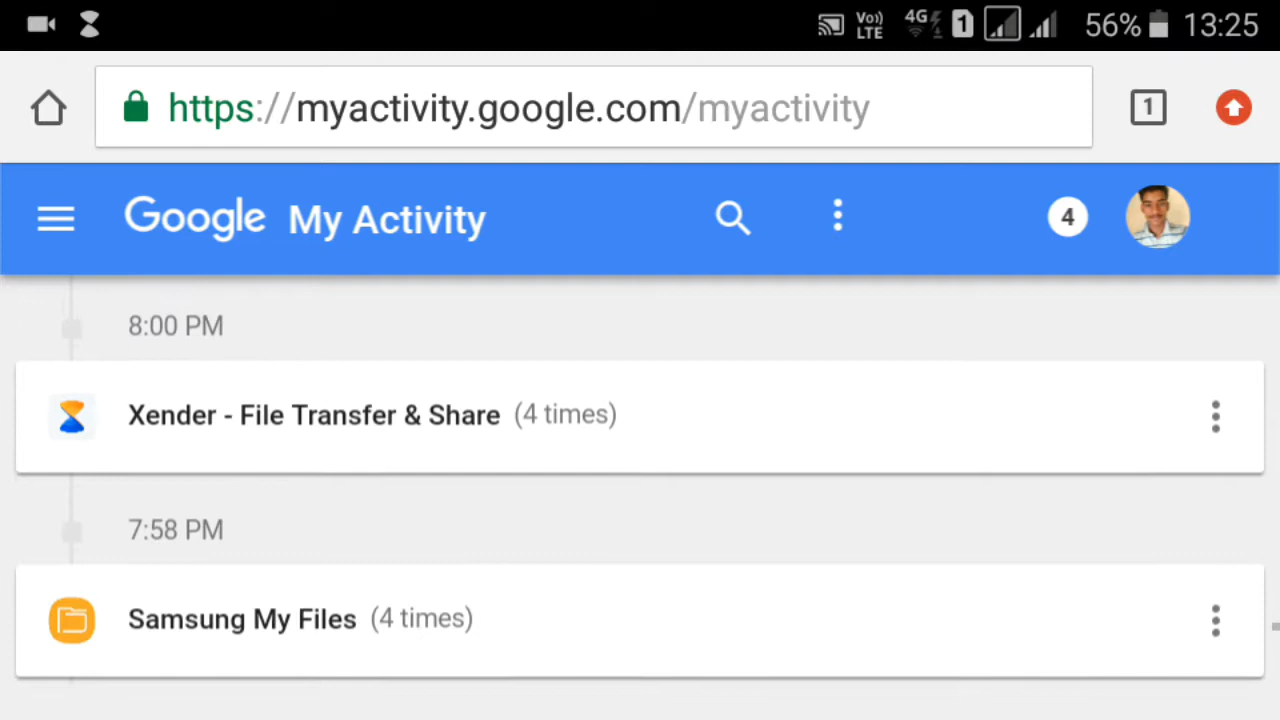 Vo)) LTE 4G 1 56% 13:25
https://myactivity.google.com/myactivity 1
Google My Activity 4
8:00 PM
Xender - File Transfer & Share (4 times)
7:58 PM
Samsung My Files (4 times)